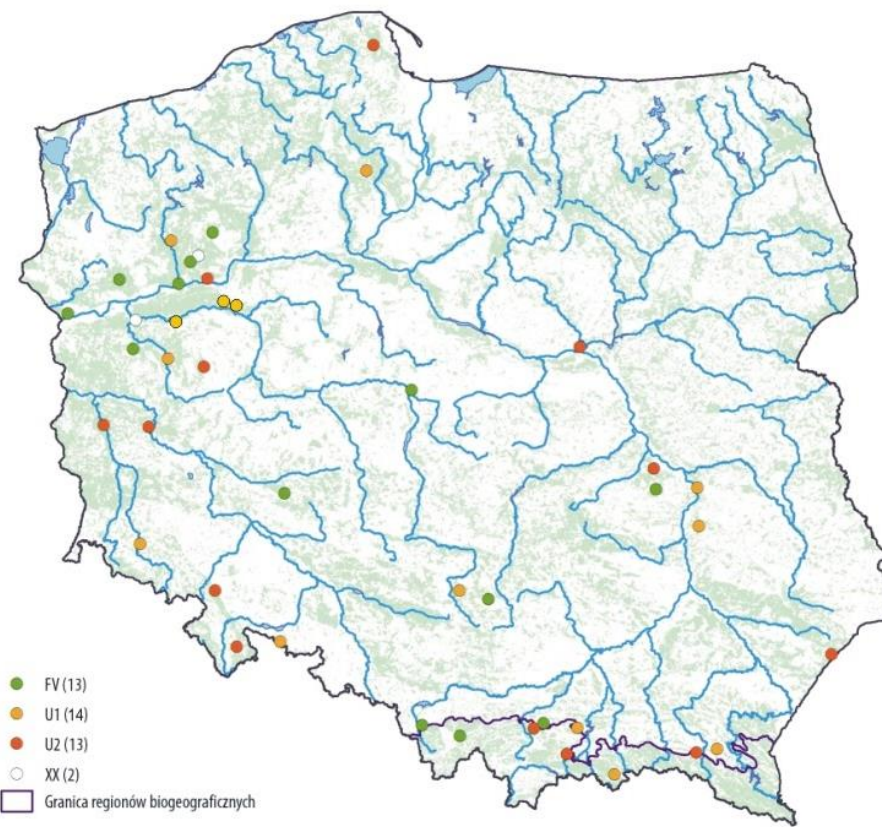 FV (13)
U1 (14)
U2 (13)
XX (2)
Granica regionów biogeograficznych